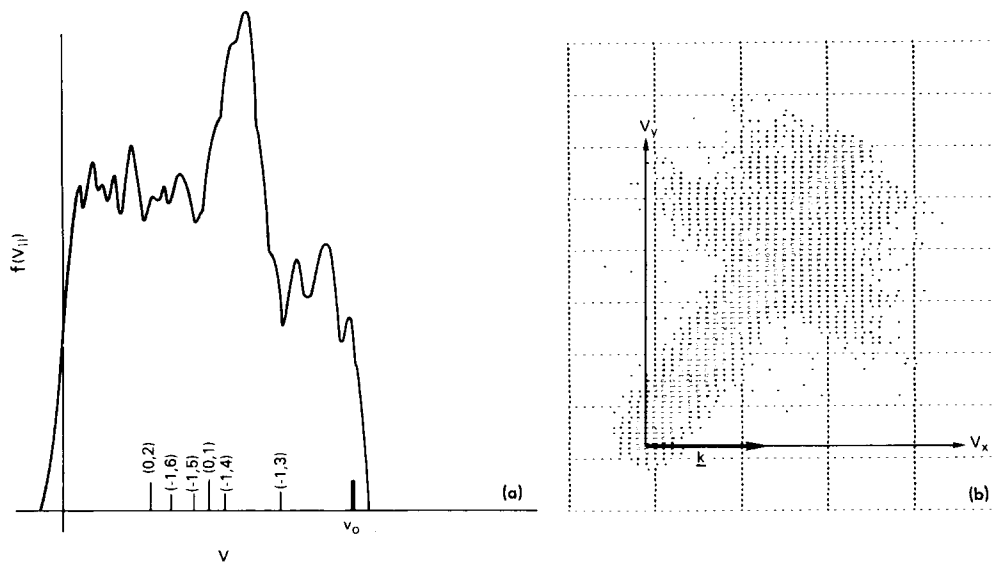 f(V||)
(0,2)
(-1,6)
(-1,5)
(0,1)
(-1,4)
(-1,3)
v₀
V
(a)
Vy
Vx
k
(b)